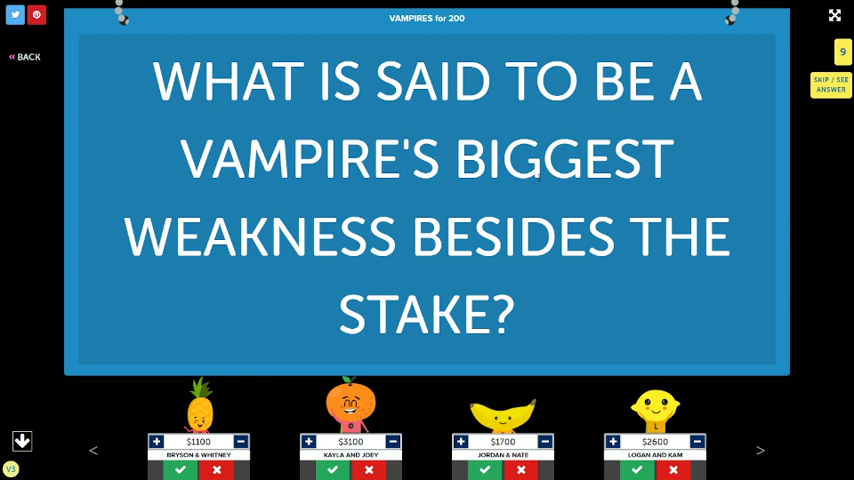 VAMPIRES for 200
« BACK
9
SKIP / SEE
ANSWER
WHAT IS SAID TO BE A
VAMPIRE'S BIGGEST
WEAKNESS BESIDES THE
STAKE?
+ $1100 −
BRYSON & WHITNEY
+ $3100 −
KAYLA AND JOEY
+ $1700 −
JORDAN & NATE
L
+ $2600 −
LOGAN AND KAM
< >
V3